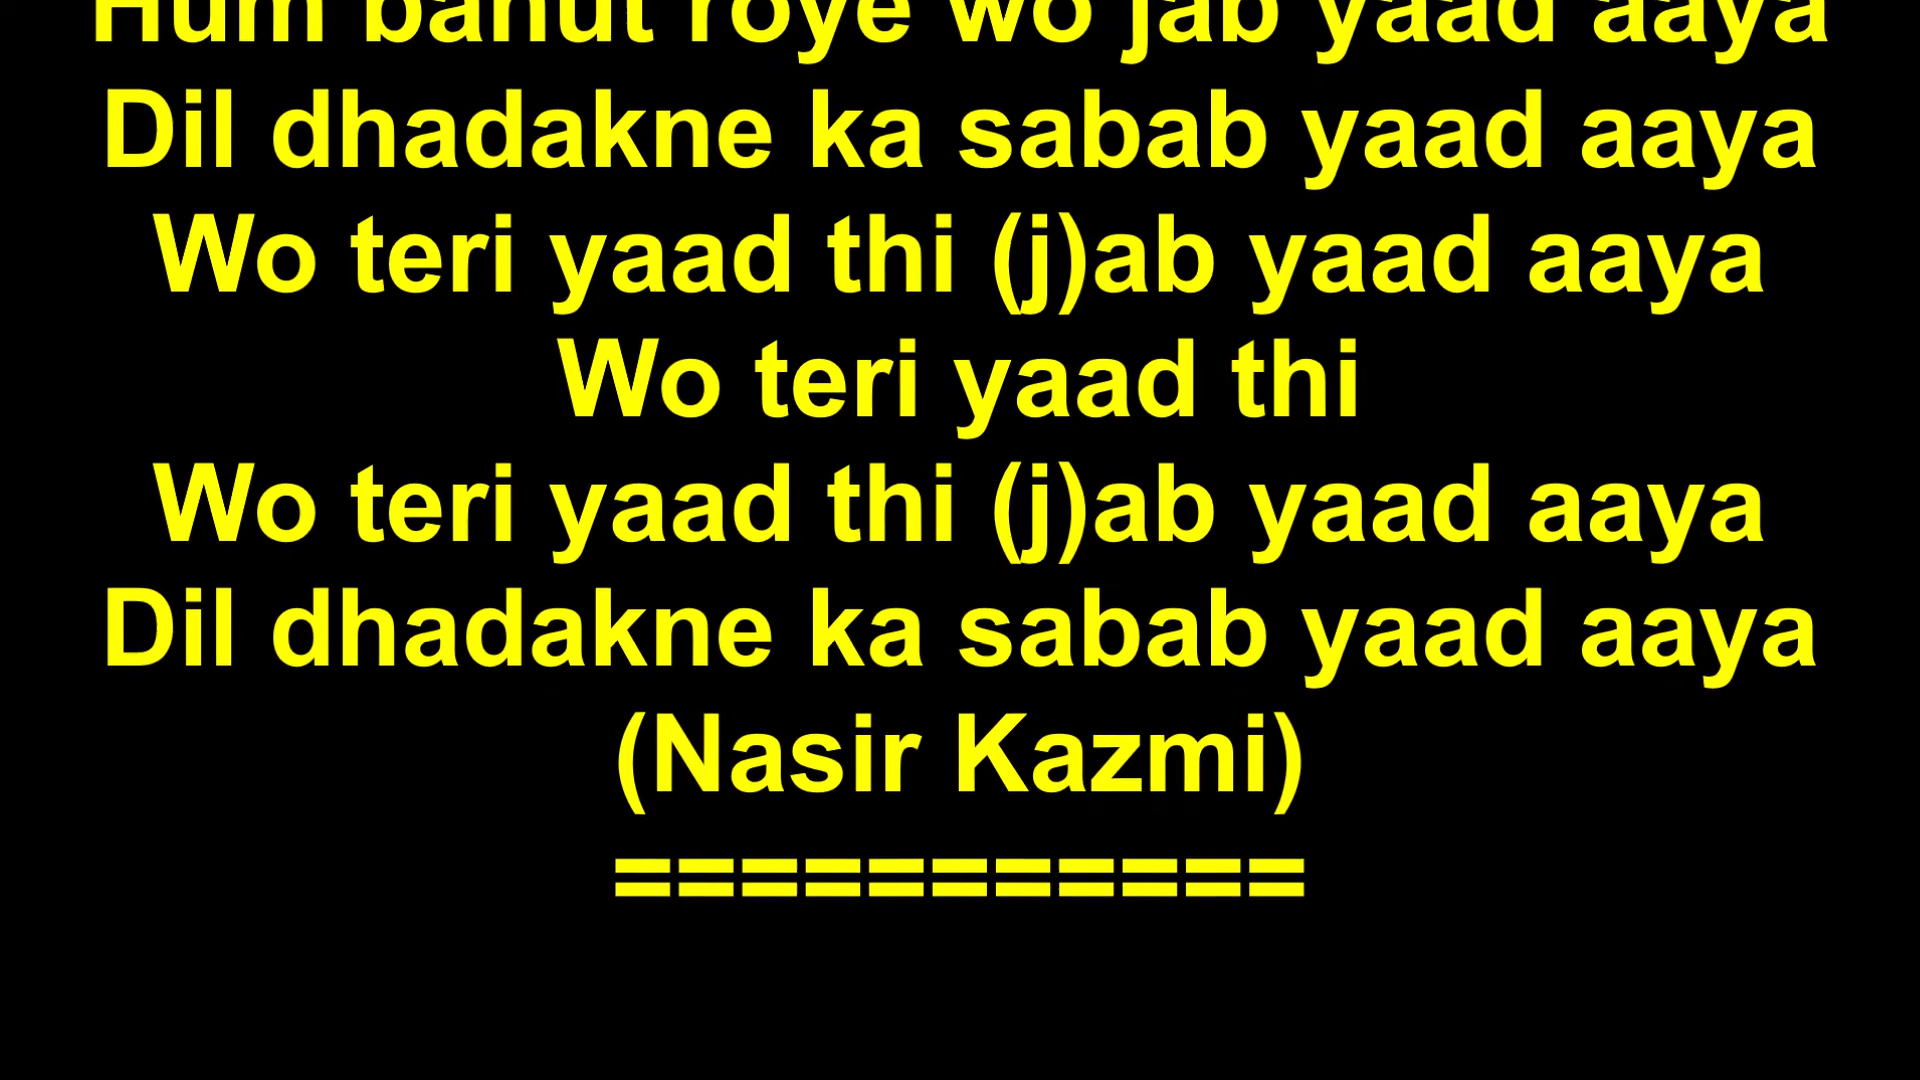 Hum bahut roye wo jab yaad aaya
Dil dhadakne ka sabab yaad aaya
Wo teri yaad thi (j)ab yaad aaya
Wo teri yaad thi
Wo teri yaad thi (j)ab yaad aaya
Dil dhadakne ka sabab yaad aaya
(Nasir Kazmi)
===========